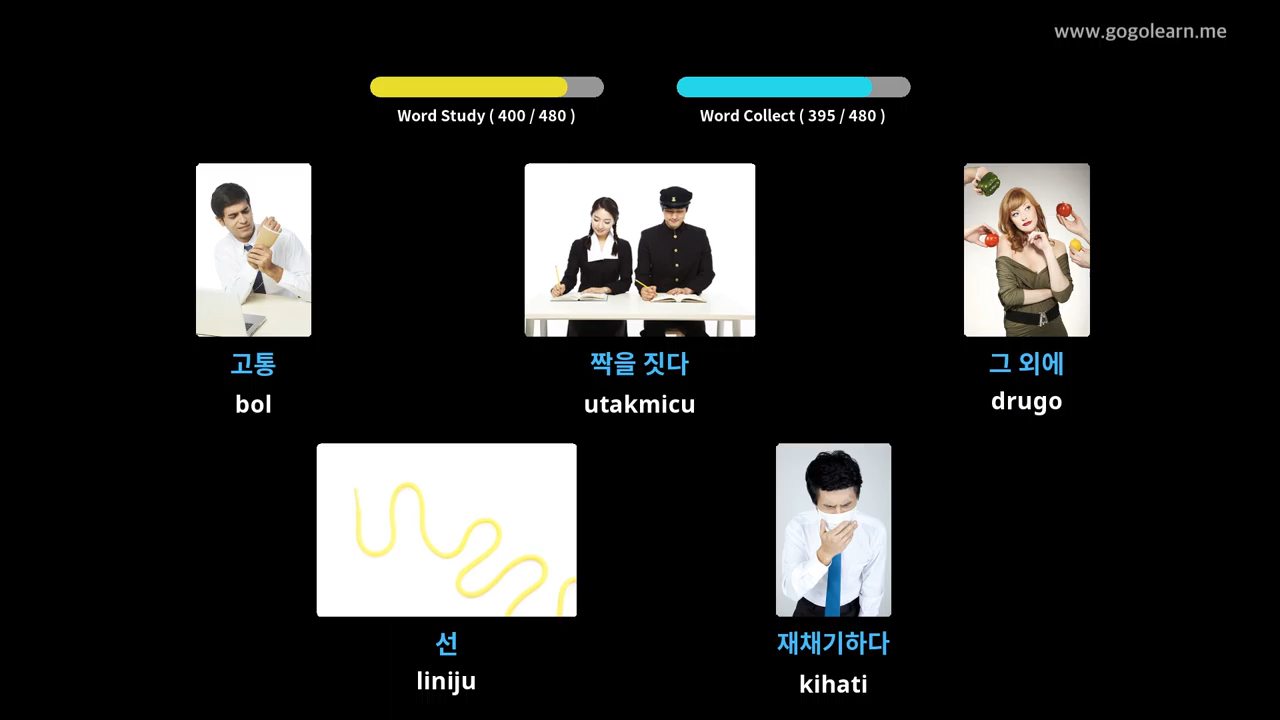 www.gogolearn.me
Word Study ( 400 / 480 )
Word Collect ( 395 / 480 )
고통
bol
짝을 짓다
utakmicu
그 외에
drugo
선
liniju
재채기하다
kihati